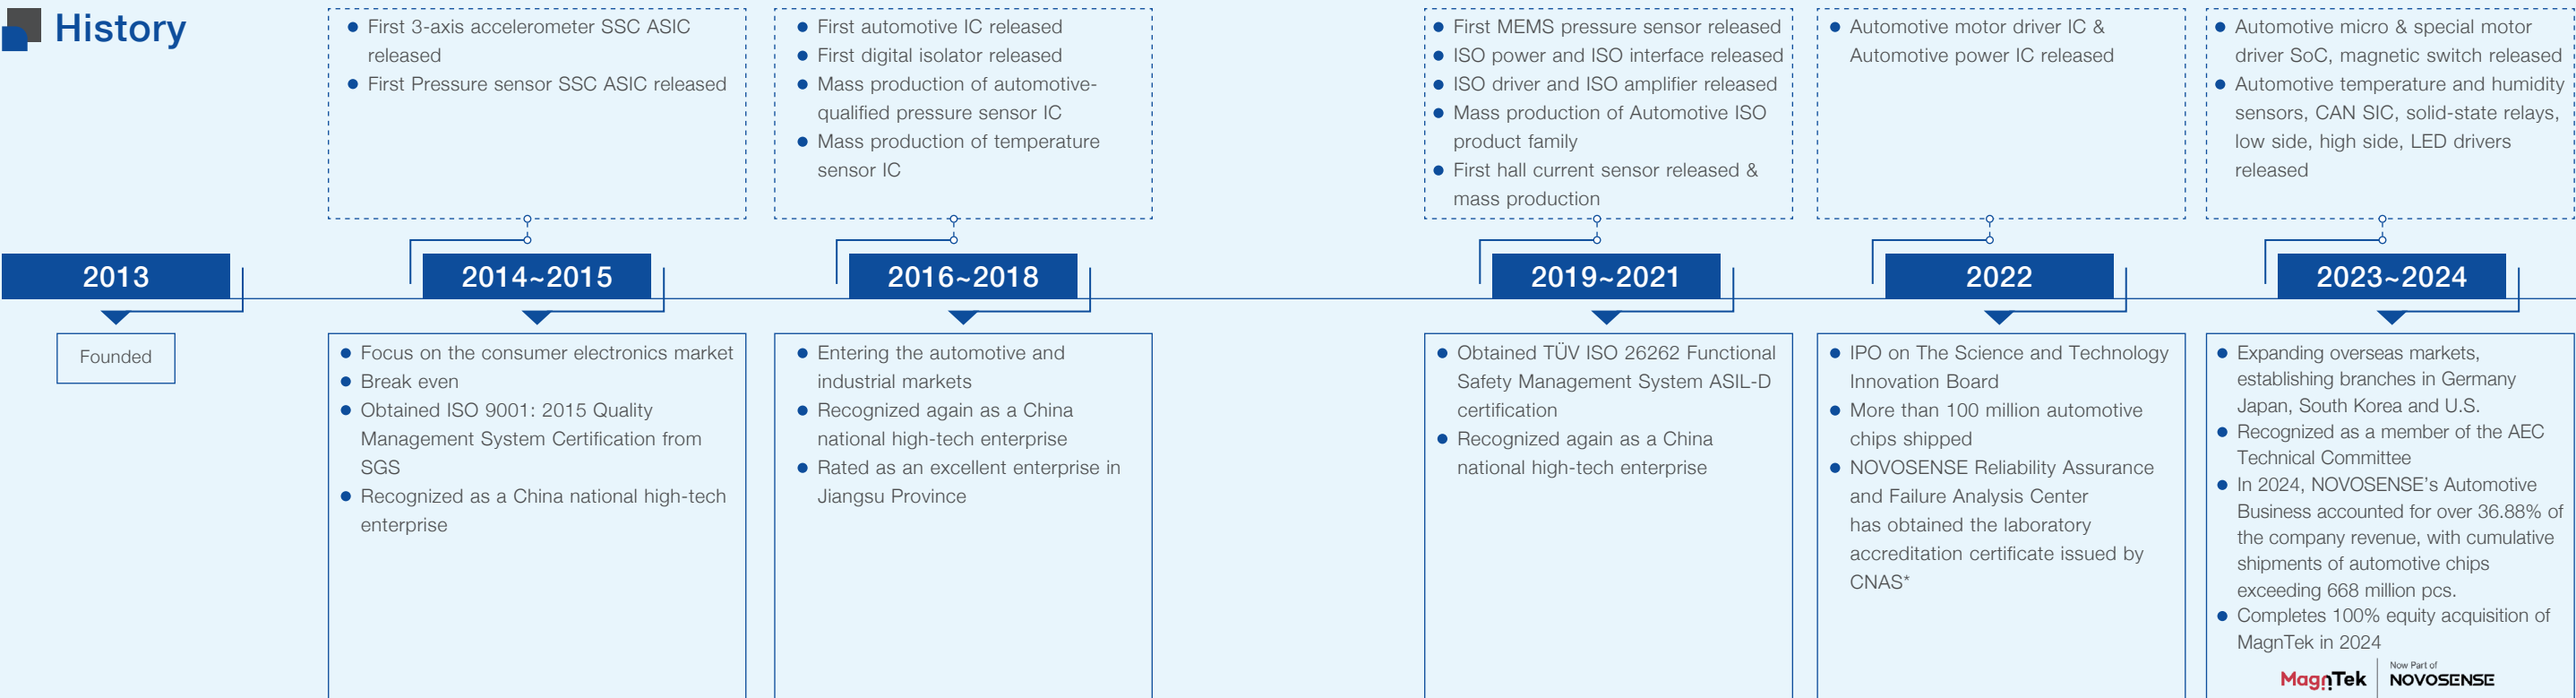 History
First 3-axis accelerometer SSC ASIC
released
First Pressure sensor SSC ASIC released
First automotive IC released
First digital isolator released
Mass production of automotive-
qualified pressure sensor IC
Mass production of temperature
sensor IC
First MEMS pressure sensor released
ISO power and ISO interface released
ISO driver and ISO amplifier released
Mass production of Automotive ISO
product family
First hall current sensor released &
mass production
Automotive motor driver IC &
Automotive power IC released
Automotive micro & special motor
driver SoC, magnetic switch released
Automotive temperature and humidity
sensors, CAN SIC, solid-state relays,
low side, high side, LED drivers
released
2013
2014~2015
2016~2018
2019~2021
2022
2023~2024
Founded
Focus on the consumer electronics market
Break even
Obtained ISO 9001: 2015 Quality
Management System Certification from
SGS
Recognized as a China national high-tech
enterprise
Entering the automotive and
industrial markets
Recognized again as a China
national high-tech enterprise
Rated as an excellent enterprise in
Jiangsu Province
Obtained TÜV ISO 26262 Functional
Safety Management System ASIL-D
certification
Recognized again as a China
national high-tech enterprise
IPO on The Science and Technology
Innovation Board
More than 100 million automotive
chips shipped
NOVOSENSE Reliability Assurance
and Failure Analysis Center
has obtained the laboratory
accreditation certificate issued by
CNAS*
Expanding overseas markets,
establishing branches in Germany
Japan, South Korea and U.S.
Recognized as a member of the AEC
Technical Committee
In 2024, NOVOSENSE's Automotive
Business accounted for over 36.88% of
the company revenue, with cumulative
shipments of automotive chips
exceeding 668 million pcs.
Completes 100% equity acquisition of
MagnTek in 2024
MagnTek
Now Part of
NOVOSENSE